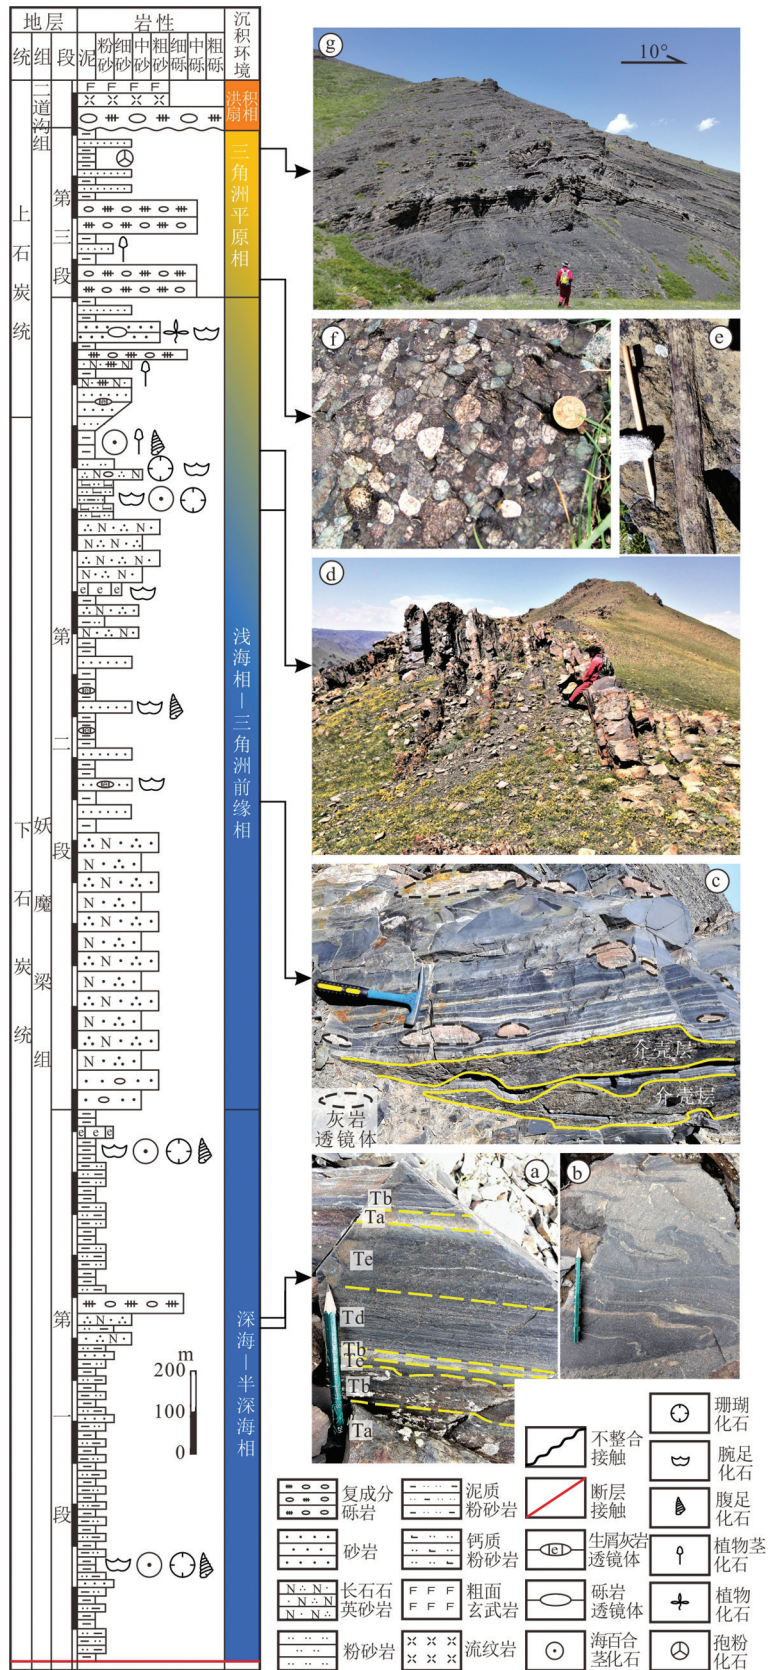 地层
岩性
沉积环境
统
组
段
泥
粉砂
细砂
中砂
粗砂
细砾
中砾
粗砾
二道沟组
洪积扇相
上石炭统
第三段
三角洲平原相
下石炭统
妖魔梁组
第二段
浅海相—三角洲前缘相
第一段
深海—半深海相
m
200
100
0
g
10°
f
e
d
c
介壳层
介壳层
灰岩
透镜体
a
b
Tb
Ta
Te
Td
Tb
Te
Tb
Ta
不整合
接触
珊瑚
化石
断层
接触
腕足
化石
复成分
砾岩
泥质
粉砂岩
生屑灰岩
透镜体
腹足
化石
砂岩
钙质
粉砂岩
砾岩
透镜体
植物茎
化石
长石石
英砂岩
粗面
玄武岩
海百合
茎化石
植物
化石
粉砂岩
流纹岩
孢粉
化石